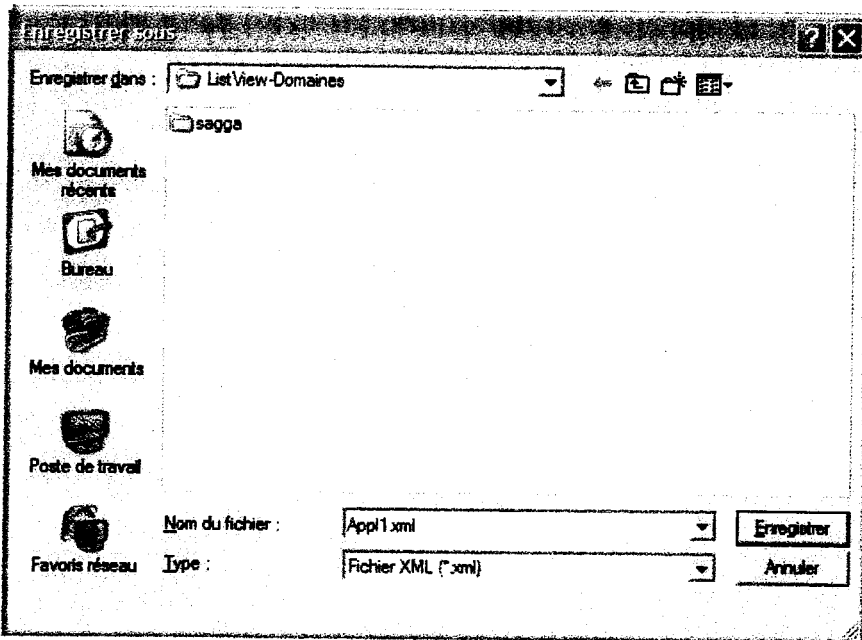 Enregistrer sous
Enregistrer dans :
ListView-Domaines
sagga
Mes documents
récents
Bureau
Mes documents
Poste de travail
Favoris réseau
Nom du fichier :
Appl1.xml
Enregistrer
Type :
Fichier XML (*.xml)
Annuler